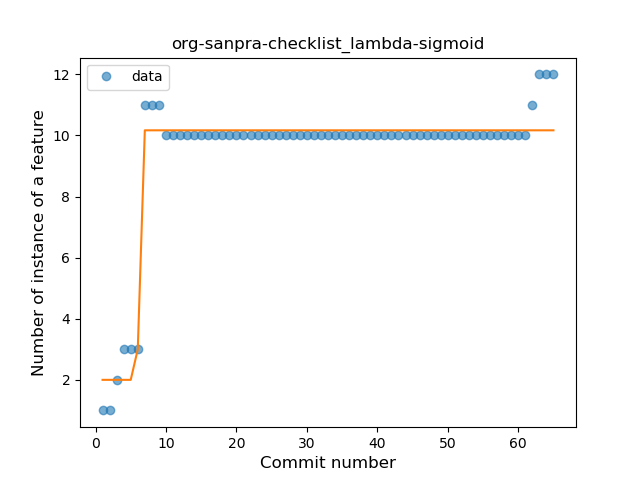 org-sanpra-checklist_lambda-sigmoid
data
12
10
8
6
4
2
Number of instance of a feature
0 10 20 30 40 50 60
Commit number